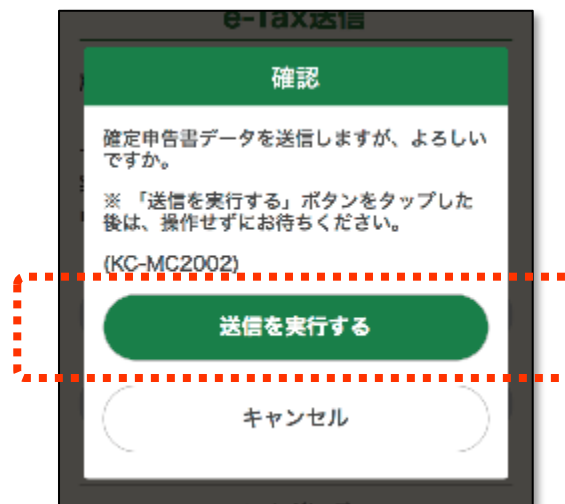 e-Tax送信
確認
確定申告書データを送信しますが、よろしい
ですか。
※ 「送信を実行する」ボタンをタップした
後は、操作せずにお待ちください。
(KC-MC2002)
送信を実行する
キャンセル